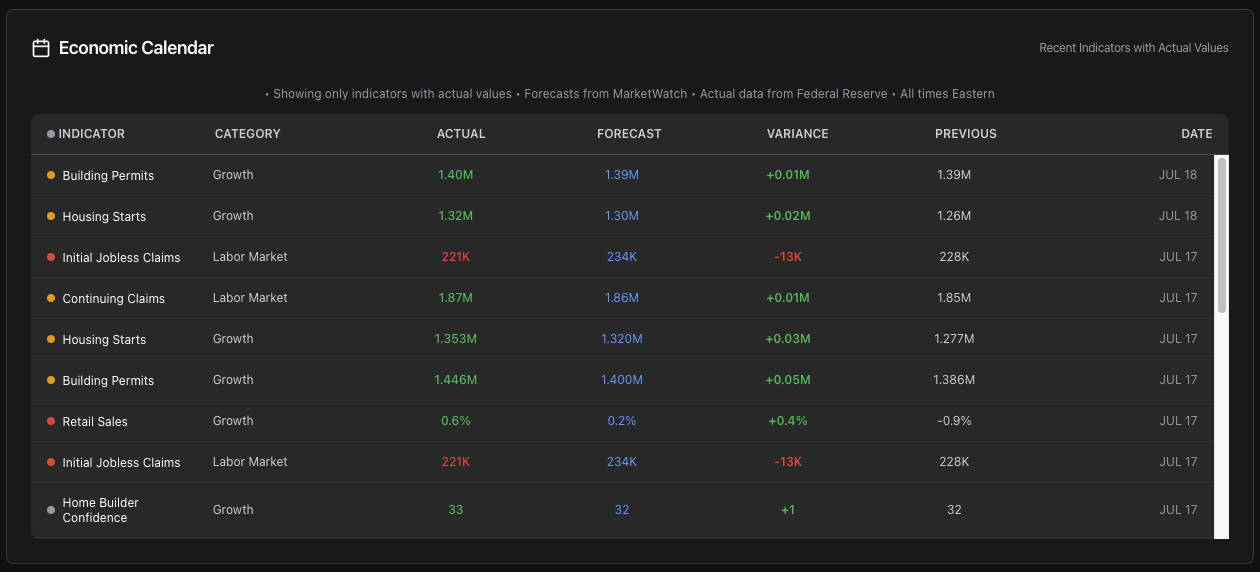 Economic Calendar
Recent Indicators with Actual Values
• Showing only indicators with actual values • Forecasts from MarketWatch • Actual data from Federal Reserve • All times Eastern
INDICATOR CATEGORY ACTUAL FORECAST VARIANCE PREVIOUS DATE
Building Permits Growth 1.40M 1.39M +0.01M 1.39M JUL 18
Housing Starts Growth 1.32M 1.30M +0.02M 1.26M JUL 18
Initial Jobless Claims Labor Market 221K 234K -13K 228K JUL 17
Continuing Claims Labor Market 1.87M 1.86M +0.01M 1.85M JUL 17
Housing Starts Growth 1.353M 1.320M +0.03M 1.277M JUL 17
Building Permits Growth 1.446M 1.400M +0.05M 1.386M JUL 17
Retail Sales Growth 0.6% 0.2% +0.4% -0.9% JUL 17
Initial Jobless Claims Labor Market 221K 234K -13K 228K JUL 17
Home Builder
Confidence Growth 33 32 +1 32 JUL 17